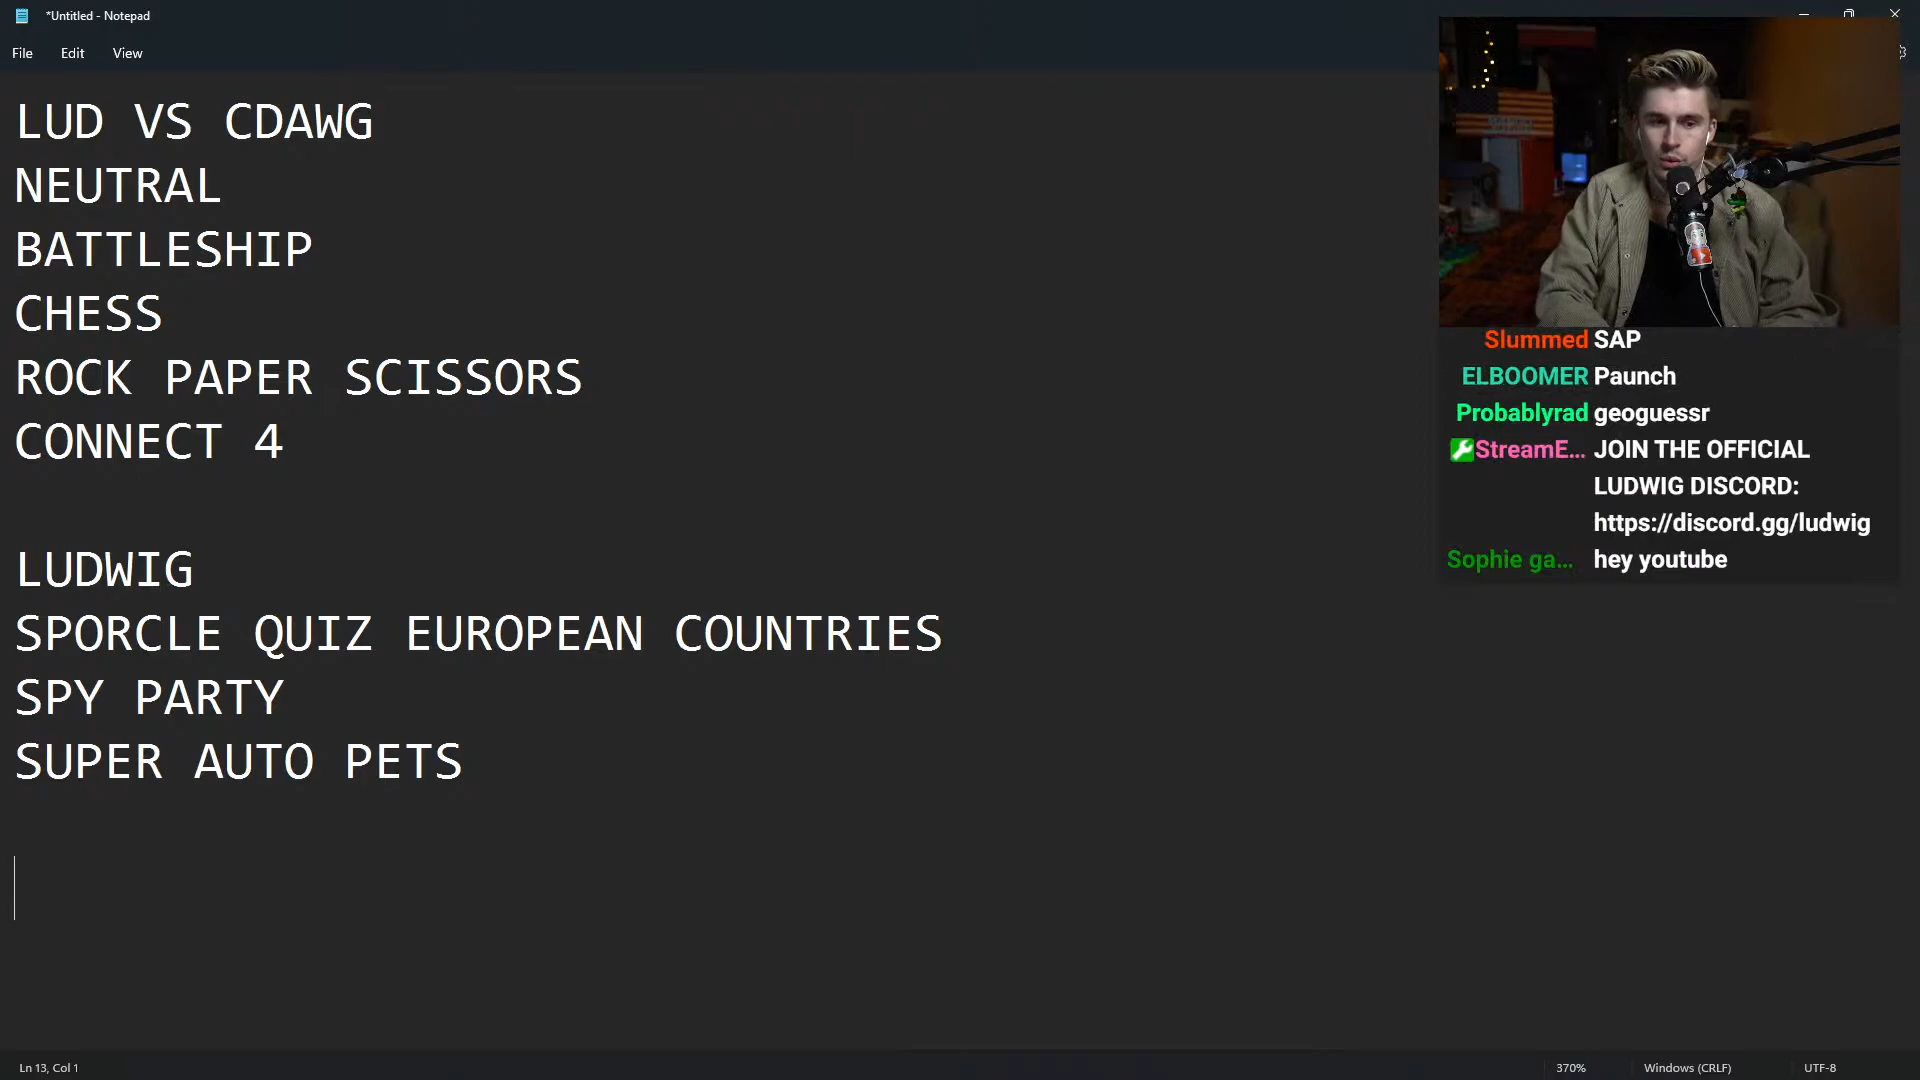 *Untitled - Notepad
File Edit View
LUD VS CDAWG
NEUTRAL
BATTLESHIP
CHESS
ROCK PAPER SCISSORS
CONNECT 4
LUDWIG
SPORCLE QUIZ EUROPEAN COUNTRIES
SPY PARTY
SUPER AUTO PETS
Slummed SAP
ELBOOMER Paunch
Probablyrad geoguessr
StreamE... JOIN THE OFFICIAL
LUDWIG DISCORD:
https://discord.gg/ludwig
Sophie ga... hey youtube
Ln 13, Col 1 370% Windows (CRLF) UTF-8